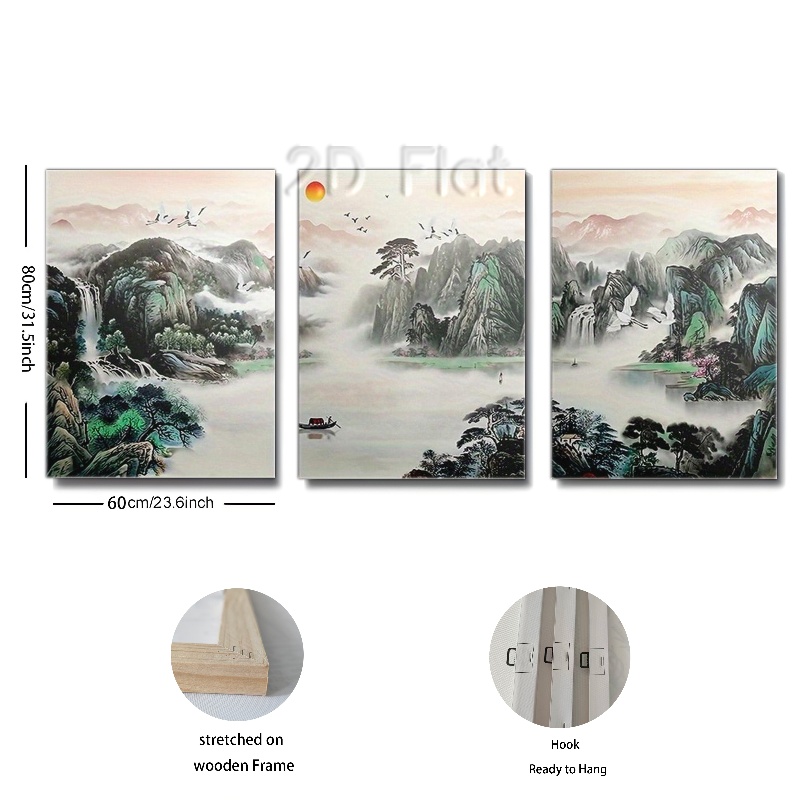 2D Flat
80cm/31.5inch
60cm/23.6inch
stretched on
wooden Frame
Hook
Ready to Hang